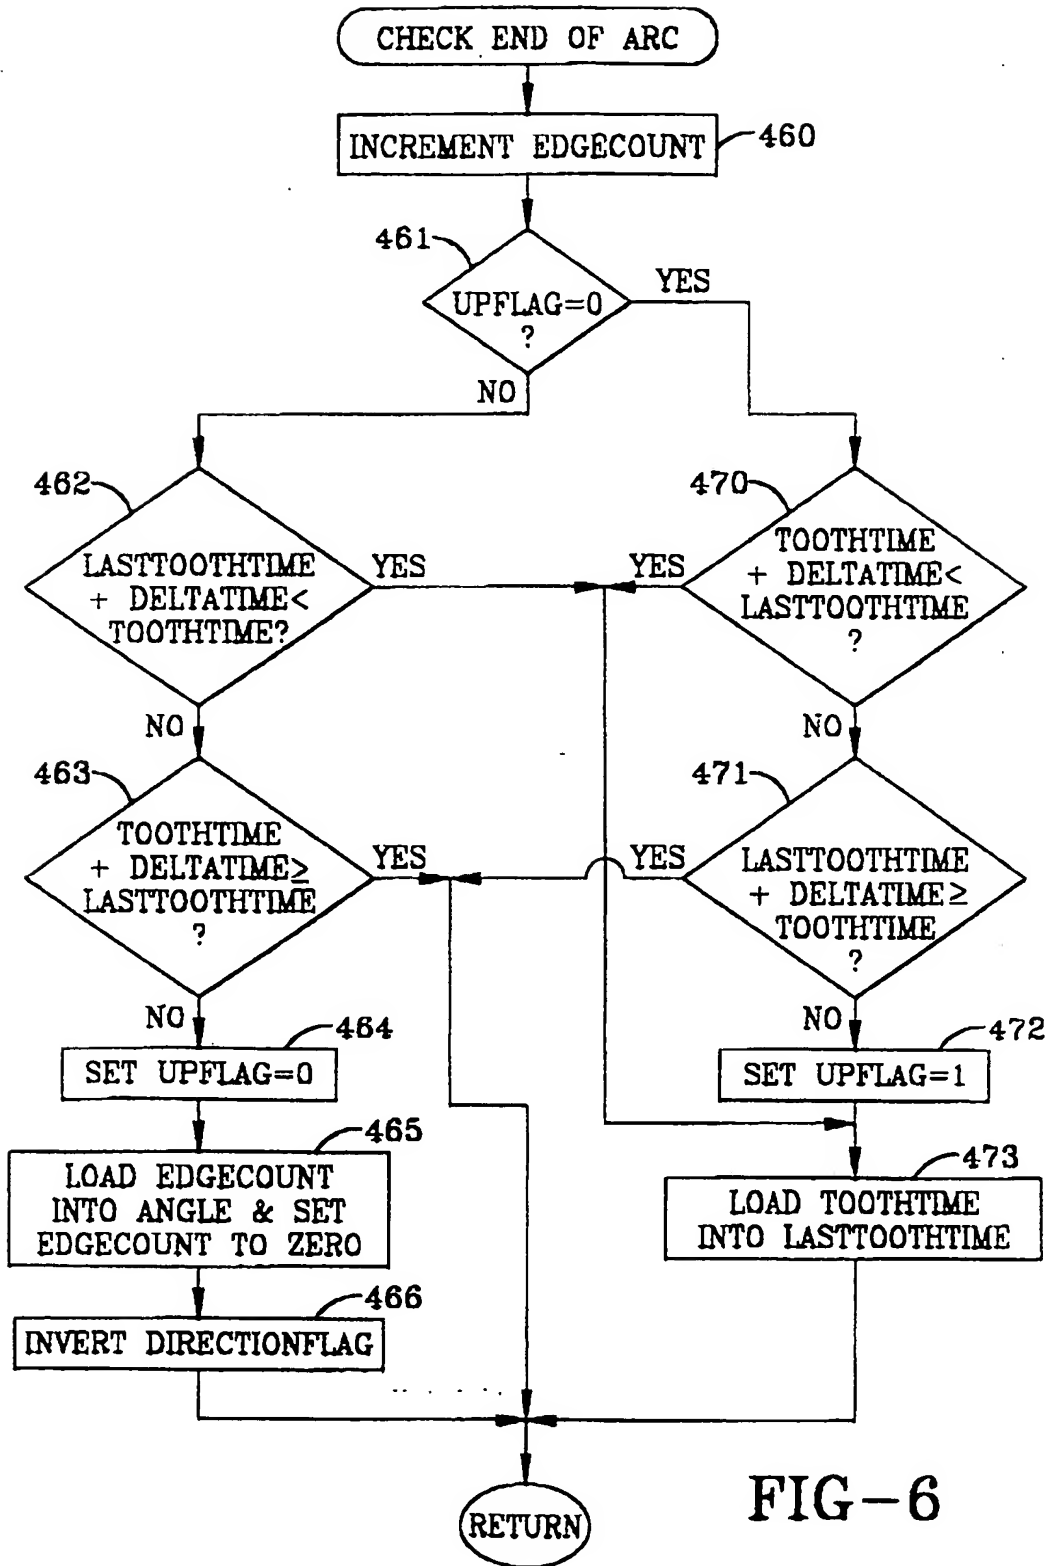 CHECK END OF ARC
INCREMENT EDGECOUNT
460
461
UPFLAG=0
?
YES
NO
462
LASTTOOTHTIME
+ DELTATIME<
TOOTHTIME?
YES
NO
470
TOOTHTIME
+ DELTATIME<
LASTTOOTHTIME
?
YES
NO
463
TOOTHTIME
+ DELTATIME≥
LASTTOOTHTIME
?
YES
NO
471
LASTTOOTHTIME
+ DELTATIME≥
TOOTHTIME
?
YES
NO
464
SET UPFLAG=0
472
SET UPFLAG=1
465
LOAD EDGECOUNT
INTO ANGLE & SET
EDGECOUNT TO ZERO
473
LOAD TOOTHTIME
INTO LASTTOOTHTIME
466
INVERT DIRECTIONFLAG
RETURN
FIG-6